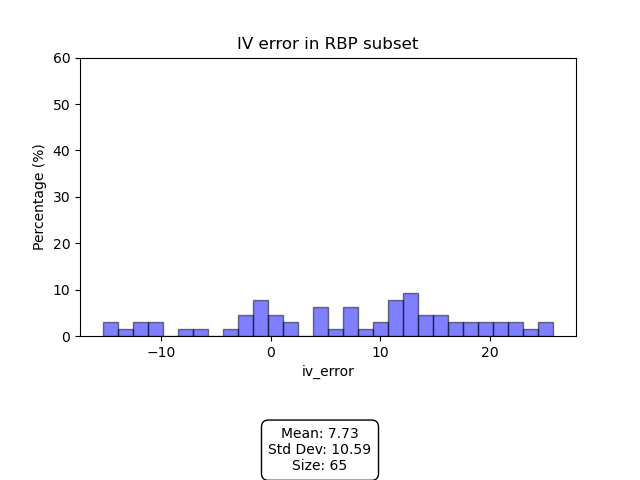 IV error in RBP subset
60
50
40
30
20
10
0
Percentage (%)
−10
0
10
20
iv_error
Mean: 7.73
Std Dev: 10.59
Size: 65